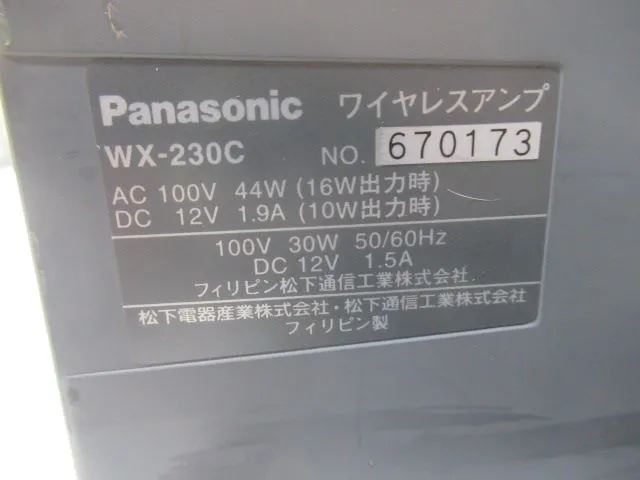 Panasonic ワイヤレスアンプ
WX-230C NO. 670173
AC 100V 44W (16W出力時)
DC 12V 1.9A (10W出力時)
100V 30W 50/60Hz
DC 12V 1.5A
フィリピン松下通信工業株式会社
松下電器産業株式会社・松下通信工業株式会社
フィリピン製